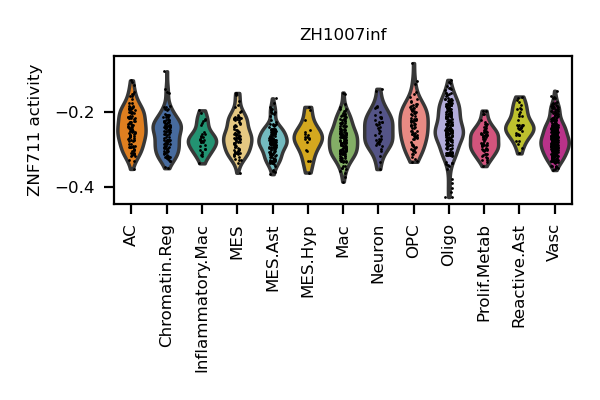 ZH1007inf
ZNF711 activity
−0.2
−0.4
AC
Chromatin.Reg
Inflammatory.Mac
MES
MES.Ast
MES.Hyp
Mac
Neuron
OPC
Oligo
Prolif.Metab
Reactive.Ast
Vasc